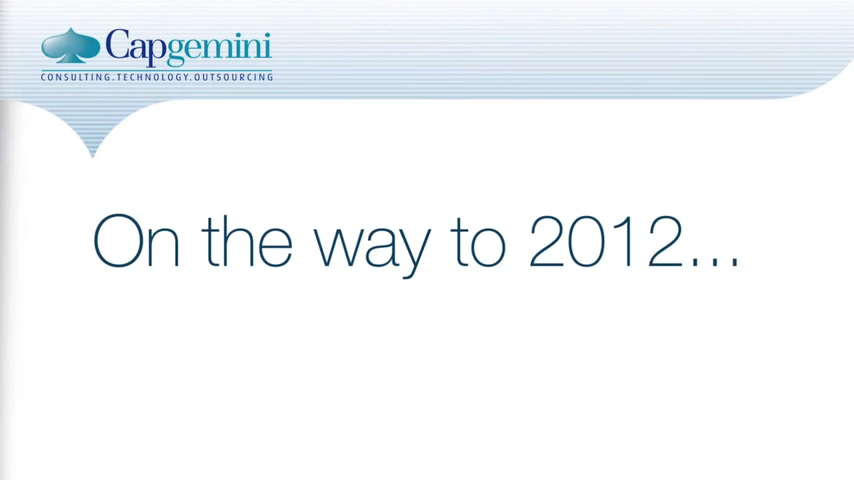 Capgemini
CONSULTING.TECHNOLOGY.OUTSOURCING
On the way to 2012...